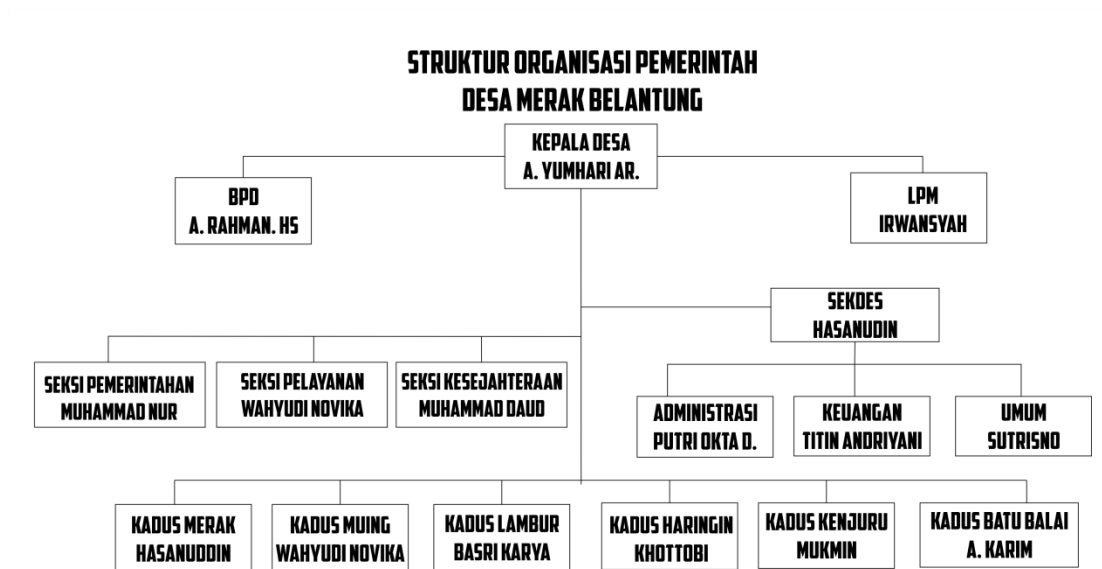 STRUKTUR ORGANISASI PEMERINTAH
DESA MERAK BELANTUNG
KEPALA DESA
A. YUMHARI AR.
BPD
A. RAHMAN. HS
LPM
IRWANSYAH
SEKDES
HASANUDIN
SEKSI PEMERINTAHAN
MUHAMMAD NUR
SEKSI PELAYANAN
WAHYUDI NOVIKA
SEKSI KESEJAHTERAAN
MUHAMMAD DAUD
ADMINISTRASI
PUTRI OKTA D.
KEUANGAN
TITIN ANDRIYANI
UMUM
SUTRISNO
KADUS MERAK
HASANUDDIN
KADUS MUING
WAHYUDI NOVIKA
KADUS LAMBUR
BASRI KARYA
KADUS HARINGIN
KHOTTOBI
KADUS KENJURU
MUKMIN
KADUS BATU BALAI
A. KARIM